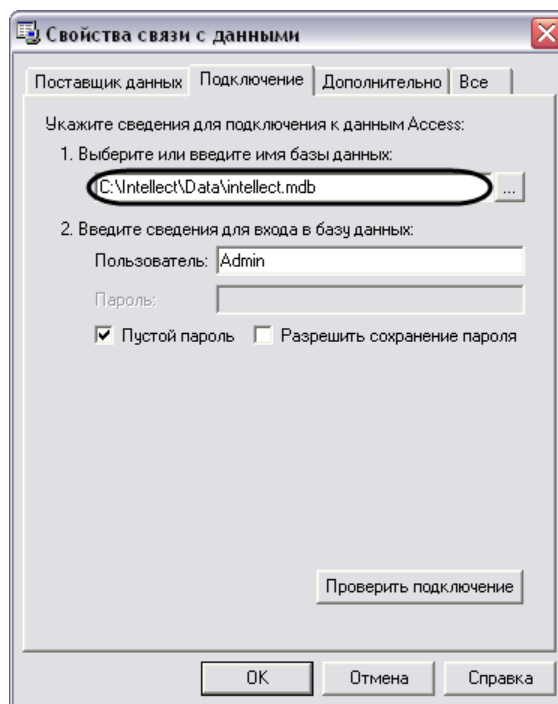 Свойства связи с данными
Поставщик данных Подключение Дополнительно Все
Укажите сведения для подключения к данным Access:
1. Выберите или введите имя базы данных:
C:\Intellect\Data\intellect.mdb ...
2. Введите сведения для входа в базу данных:
Пользователь: Admin
Пароль:
Пустой пароль Разрешить сохранение пароля
Проверить подключение
OK Отмена Справка